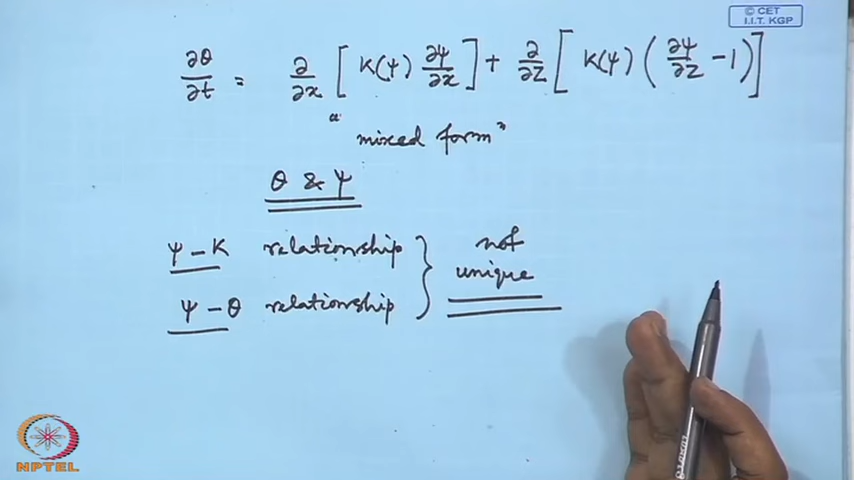 © CET
I.I.T. KGP
∂θ/∂t = ∂/∂x [ K(ψ) ∂ψ/∂x ] + ∂/∂z [ K(ψ) ( ∂ψ/∂z - 1 ) ]
"mixed form"
θ & ψ
ψ - K relationship } not
unique
ψ - θ relationship
NPTEL